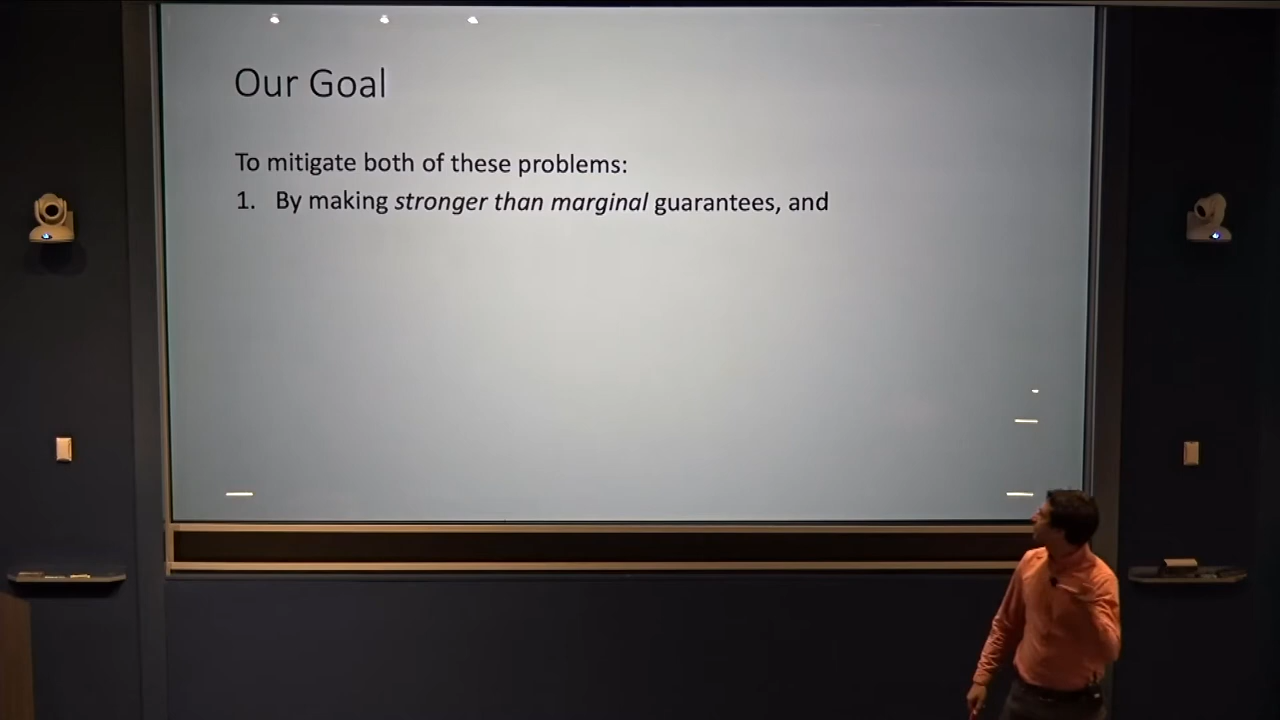 Our Goal
To mitigate both of these problems:
1. By making stronger than marginal guarantees, and